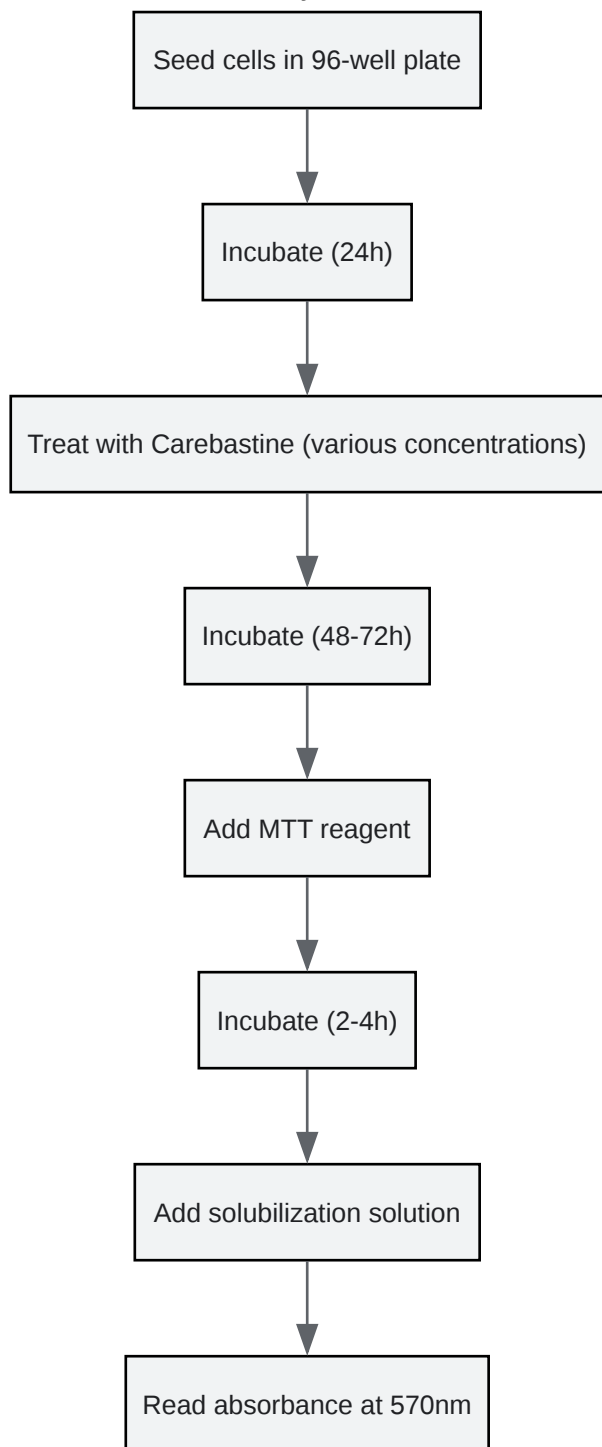 Seed cells in 96-well plate
Incubate (24h)
Treat with Carebastine (various concentrations)
Incubate (48-72h)
Add MTT reagent
Incubate (2-4h)
Add solubilization solution
Read absorbance at 570nm